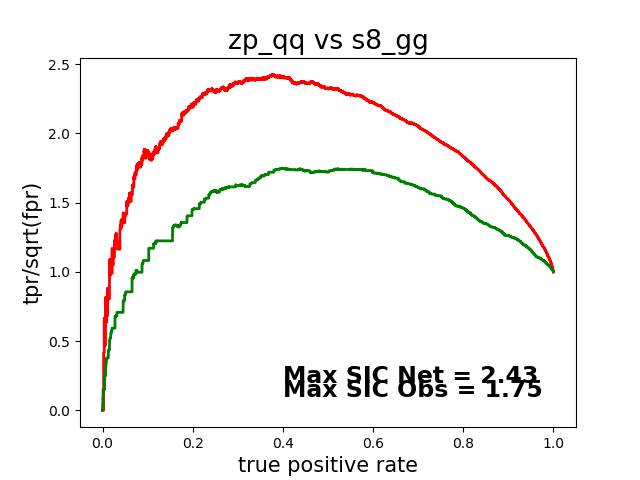 zp_qq vs s8_gg
tpr/sqrt(fpr)
2.5
2.0
1.5
1.0
0.5
0.0
Max SIC Net = 2.43
Max SIC Obs = 1.75
0.0 0.2 0.4 0.6 0.8 1.0
true positive rate